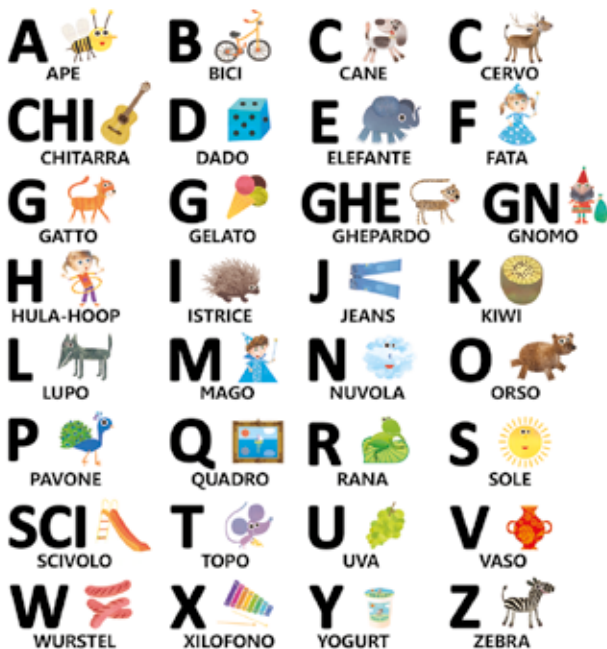 A B C C
APE BICI CANE CERVO
CHI D E F
CHITARRA DADO ELEFANTE FATA
G G GHE GN
GATTO GELATO GHEPARDO GNOMO
H I J K
HULA-HOOP ISTRICE JEANS KIWI
L M N O
LUPO MAGO NUVOLA ORSO
P Q R S
PAVONE QUADRO RANA SOLE
SCI T U V
SCIVOLO TOPO UVA VASO
W X Y Z
WURSTEL XILOFONO YOGURT ZEBRA